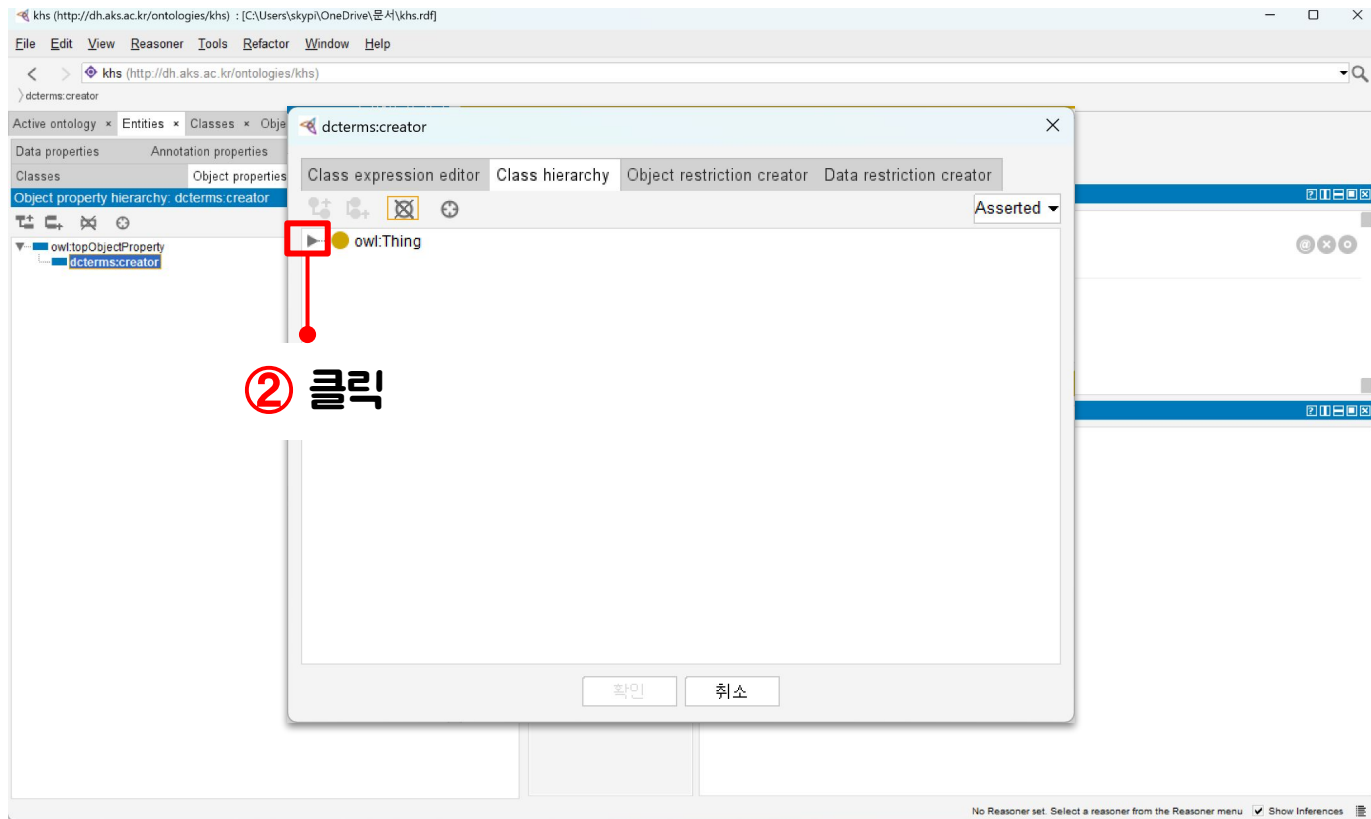 khs (http://dh.aks.ac.kr/ontologies/khs) : [C:\Users\skypi\OneDrive\문서\khs.rdf]
File Edit View Reasoner Tools Refactor Window Help
khs (http://dh.aks.ac.kr/ontologies/khs)
dcterms:creator
Active ontology × Entities × Classes × Obje
Data properties Annotation properties
Classes Object properties
Object property hierarchy: dcterms:creator
owl:topObjectProperty
dcterms:creator
dcterms:creator
Class expression editor Class hierarchy Object restriction creator Data restriction creator
Asserted
owl:Thing
② 클릭
확인 취소
No Reasoner set. Select a reasoner from the Reasoner menu Show Inferences